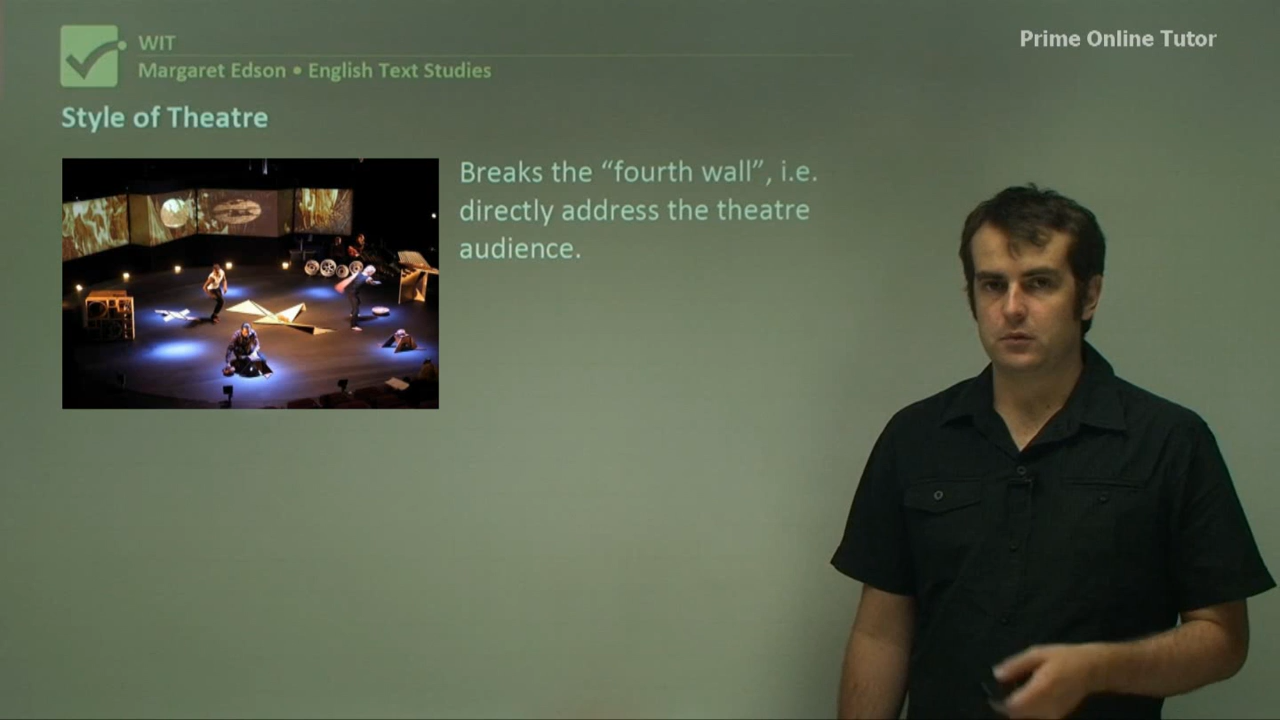 WIT
Margaret Edson • English Text Studies
Prime Online Tutor
Style of Theatre
Breaks the “fourth wall”, i.e.
directly address the theatre
audience.